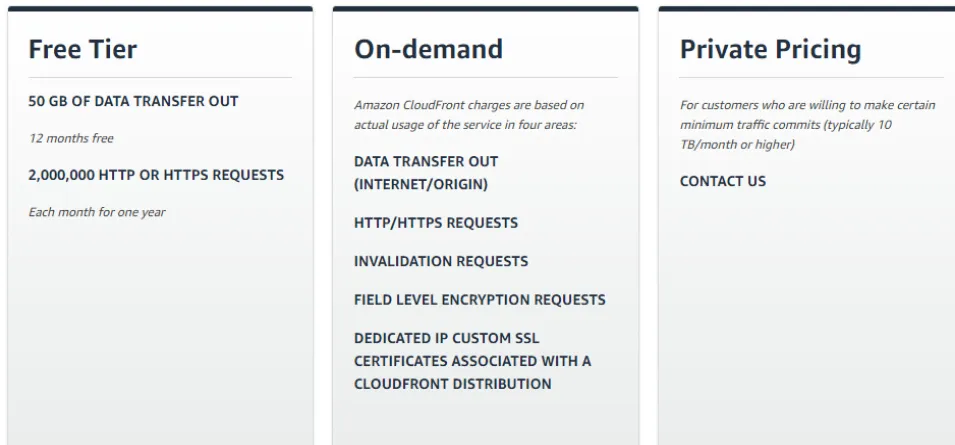 Free Tier
50 GB OF DATA TRANSFER OUT
12 months free
2,000,000 HTTP OR HTTPS REQUESTS
Each month for one year
On-demand
Amazon CloudFront charges are based on
actual usage of the service in four areas:
DATA TRANSFER OUT
(INTERNET/ORIGIN)
HTTP/HTTPS REQUESTS
INVALIDATION REQUESTS
FIELD LEVEL ENCRYPTION REQUESTS
DEDICATED IP CUSTOM SSL
CERTIFICATES ASSOCIATED WITH A
CLOUDFRONT DISTRIBUTION
Private Pricing
For customers who are willing to make certain
minimum traffic commits (typically 10
TB/month or higher)
CONTACT US